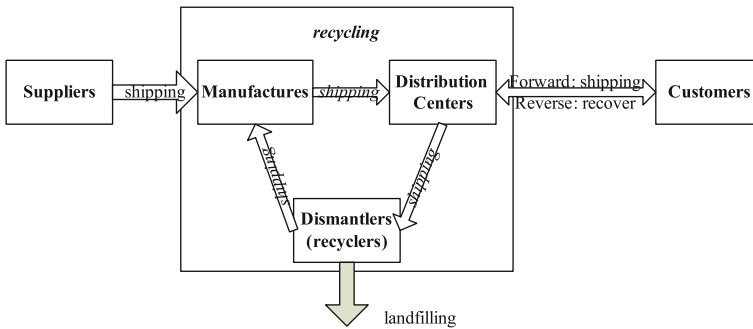 recycling
Suppliers
shipping
Manufactures
shipping
Distribution
Centers
Forward: shipping
Reverse: recover
Customers
shipping
shipping
Dismantlers
(recyclers)
landfilling